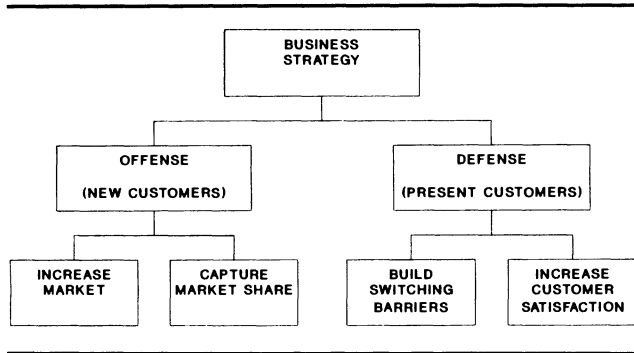 BUSINESS
STRATEGY
OFFENSE
(NEW CUSTOMERS)
DEFENSE
(PRESENT CUSTOMERS)
INCREASE
MARKET
CAPTURE
MARKET SHARE
BUILD
SWITCHING
BARRIERS
INCREASE
CUSTOMER
SATISFACTION